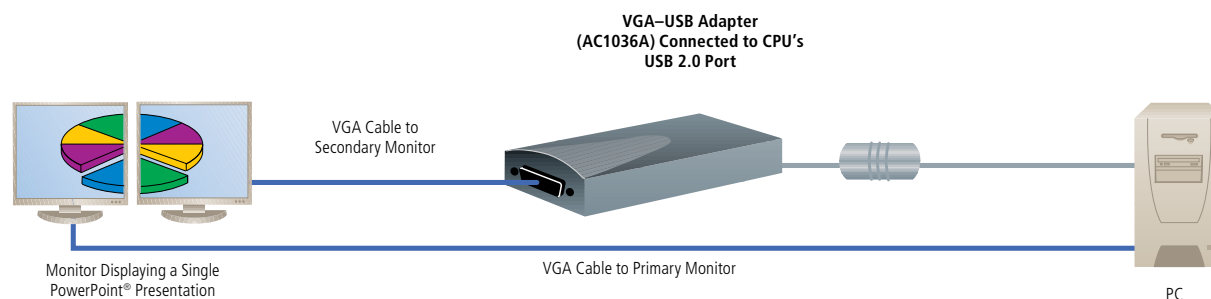 VGA–USB Adapter
(AC1036A) Connected to CPU's
USB 2.0 Port
VGA Cable to
Secondary Monitor
VGA Cable to Primary Monitor
Monitor Displaying a Single
PowerPoint® Presentation
PC